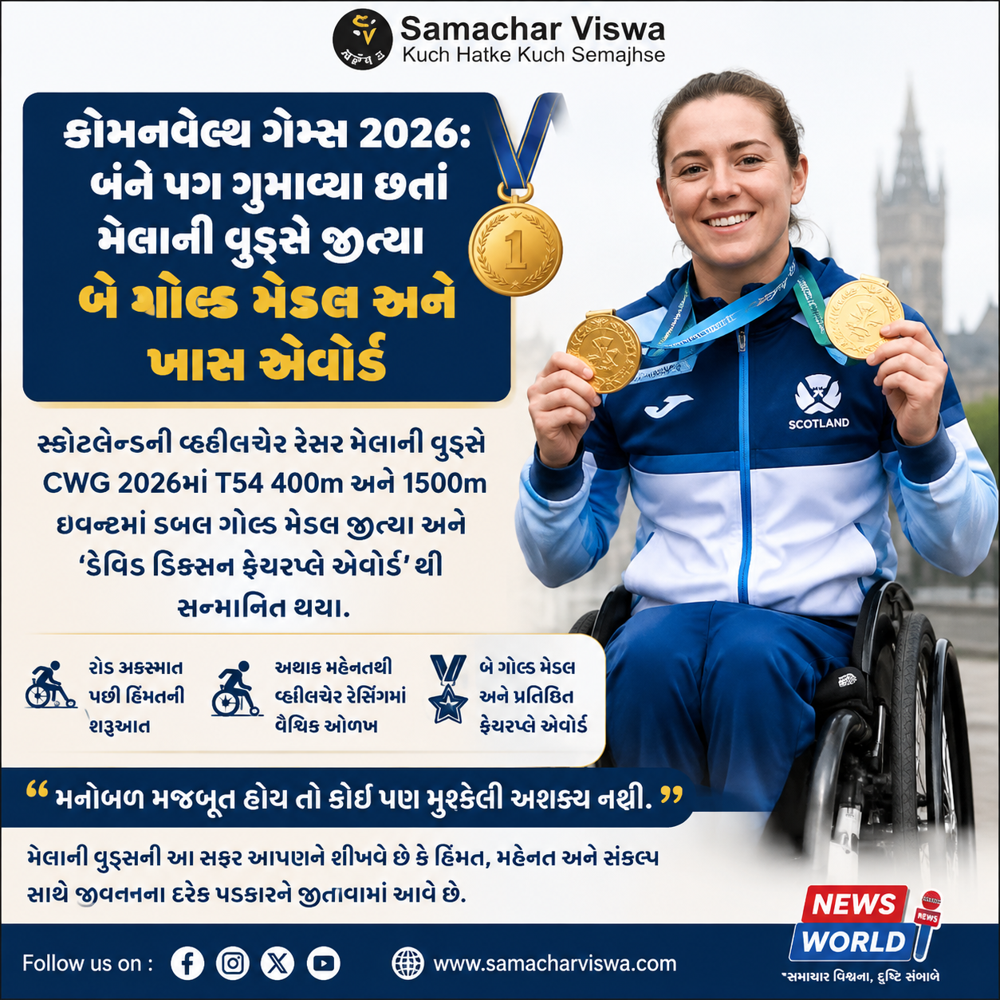 Samachar Viswa
Kuch Hatke Kuch Semajhse
કોમનવેલ્થ ગેમ્સ 2026:
બંને પગ ગુમાવ્યા છતાં
મેલાની વુડ્સે જીત્યા
બે ગોલ્ડ મેડલ અને
ખાસ એવોર્ડ
1
SCOTLAND
સ્કોટલેન્ડની વ્હીલચેર રેસર મેલાની વુડ્સે
CWG 2026માં T54 400m અને 1500m
ઇવન્ટમાં ડબલ ગોલ્ડ મેડલ જીત્યા અને
‘ડેવિડ ડિક્સન ફેયરપ્લે એવોર્ડ’ થી
સન્માનિત થયા.
રોડ અકસ્માત
પછી હિંમતની
શરૂઆત
અથાક મહેનતથી
વ્હીલચેર રેસિંગમાં
વૈશ્વિક ઓળખ
બે ગોલ્ડ મેડલ
અને પ્રતિષ્ઠિત
ફેયરપ્લે એવોર્ડ
“ મનોબળ મજબૂત હોય તો કોઈ પણ મુશ્કેલી અશક્ય નથી. ”
મેલાની વુડ્સની આ સફર આપણને શીખવે છે કે હિંમત, મહેનત અને સંકલ્પ
સાથે જીવતનના દરેક પડકારને જીતાવામાં આવે છે.
NEWS
WORLD
NEWS
"સમાચાર વિશ્વના, દૃષ્ટિ સંબાબે
Follow us on :
www.samacharviswa.com